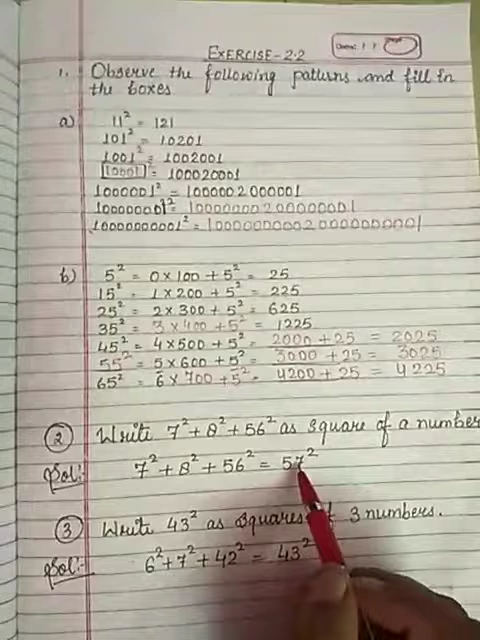 EXERCISE-2.2
1. Observe the following patterns and fill in
the boxes
a) 11² = 121
101² = 10201
1001² = 1002001
10001² = 100020001
1000001² = 1000002000001
100000001² = 10000000200000001
10000000001² = 100000000020000000001
b) 5² = 0×100 + 5² = 25
15² = 1×200 + 5² = 225
25² = 2×300 + 5² = 625
35² = 3×400 + 5² = 1225
45² = 4×500 + 5² = 2000+25 = 2025
55² = 5×600 + 5² = 3000+25 = 3025
65² = 6×700 + 5² = 4200+25 = 4225
2 Write 7²+8²+56² as square of a number
Sol: 7²+8²+56² = 57²
3 Write 43² as squares of 3 numbers.
Sol: 6²+7²+42² = 43²